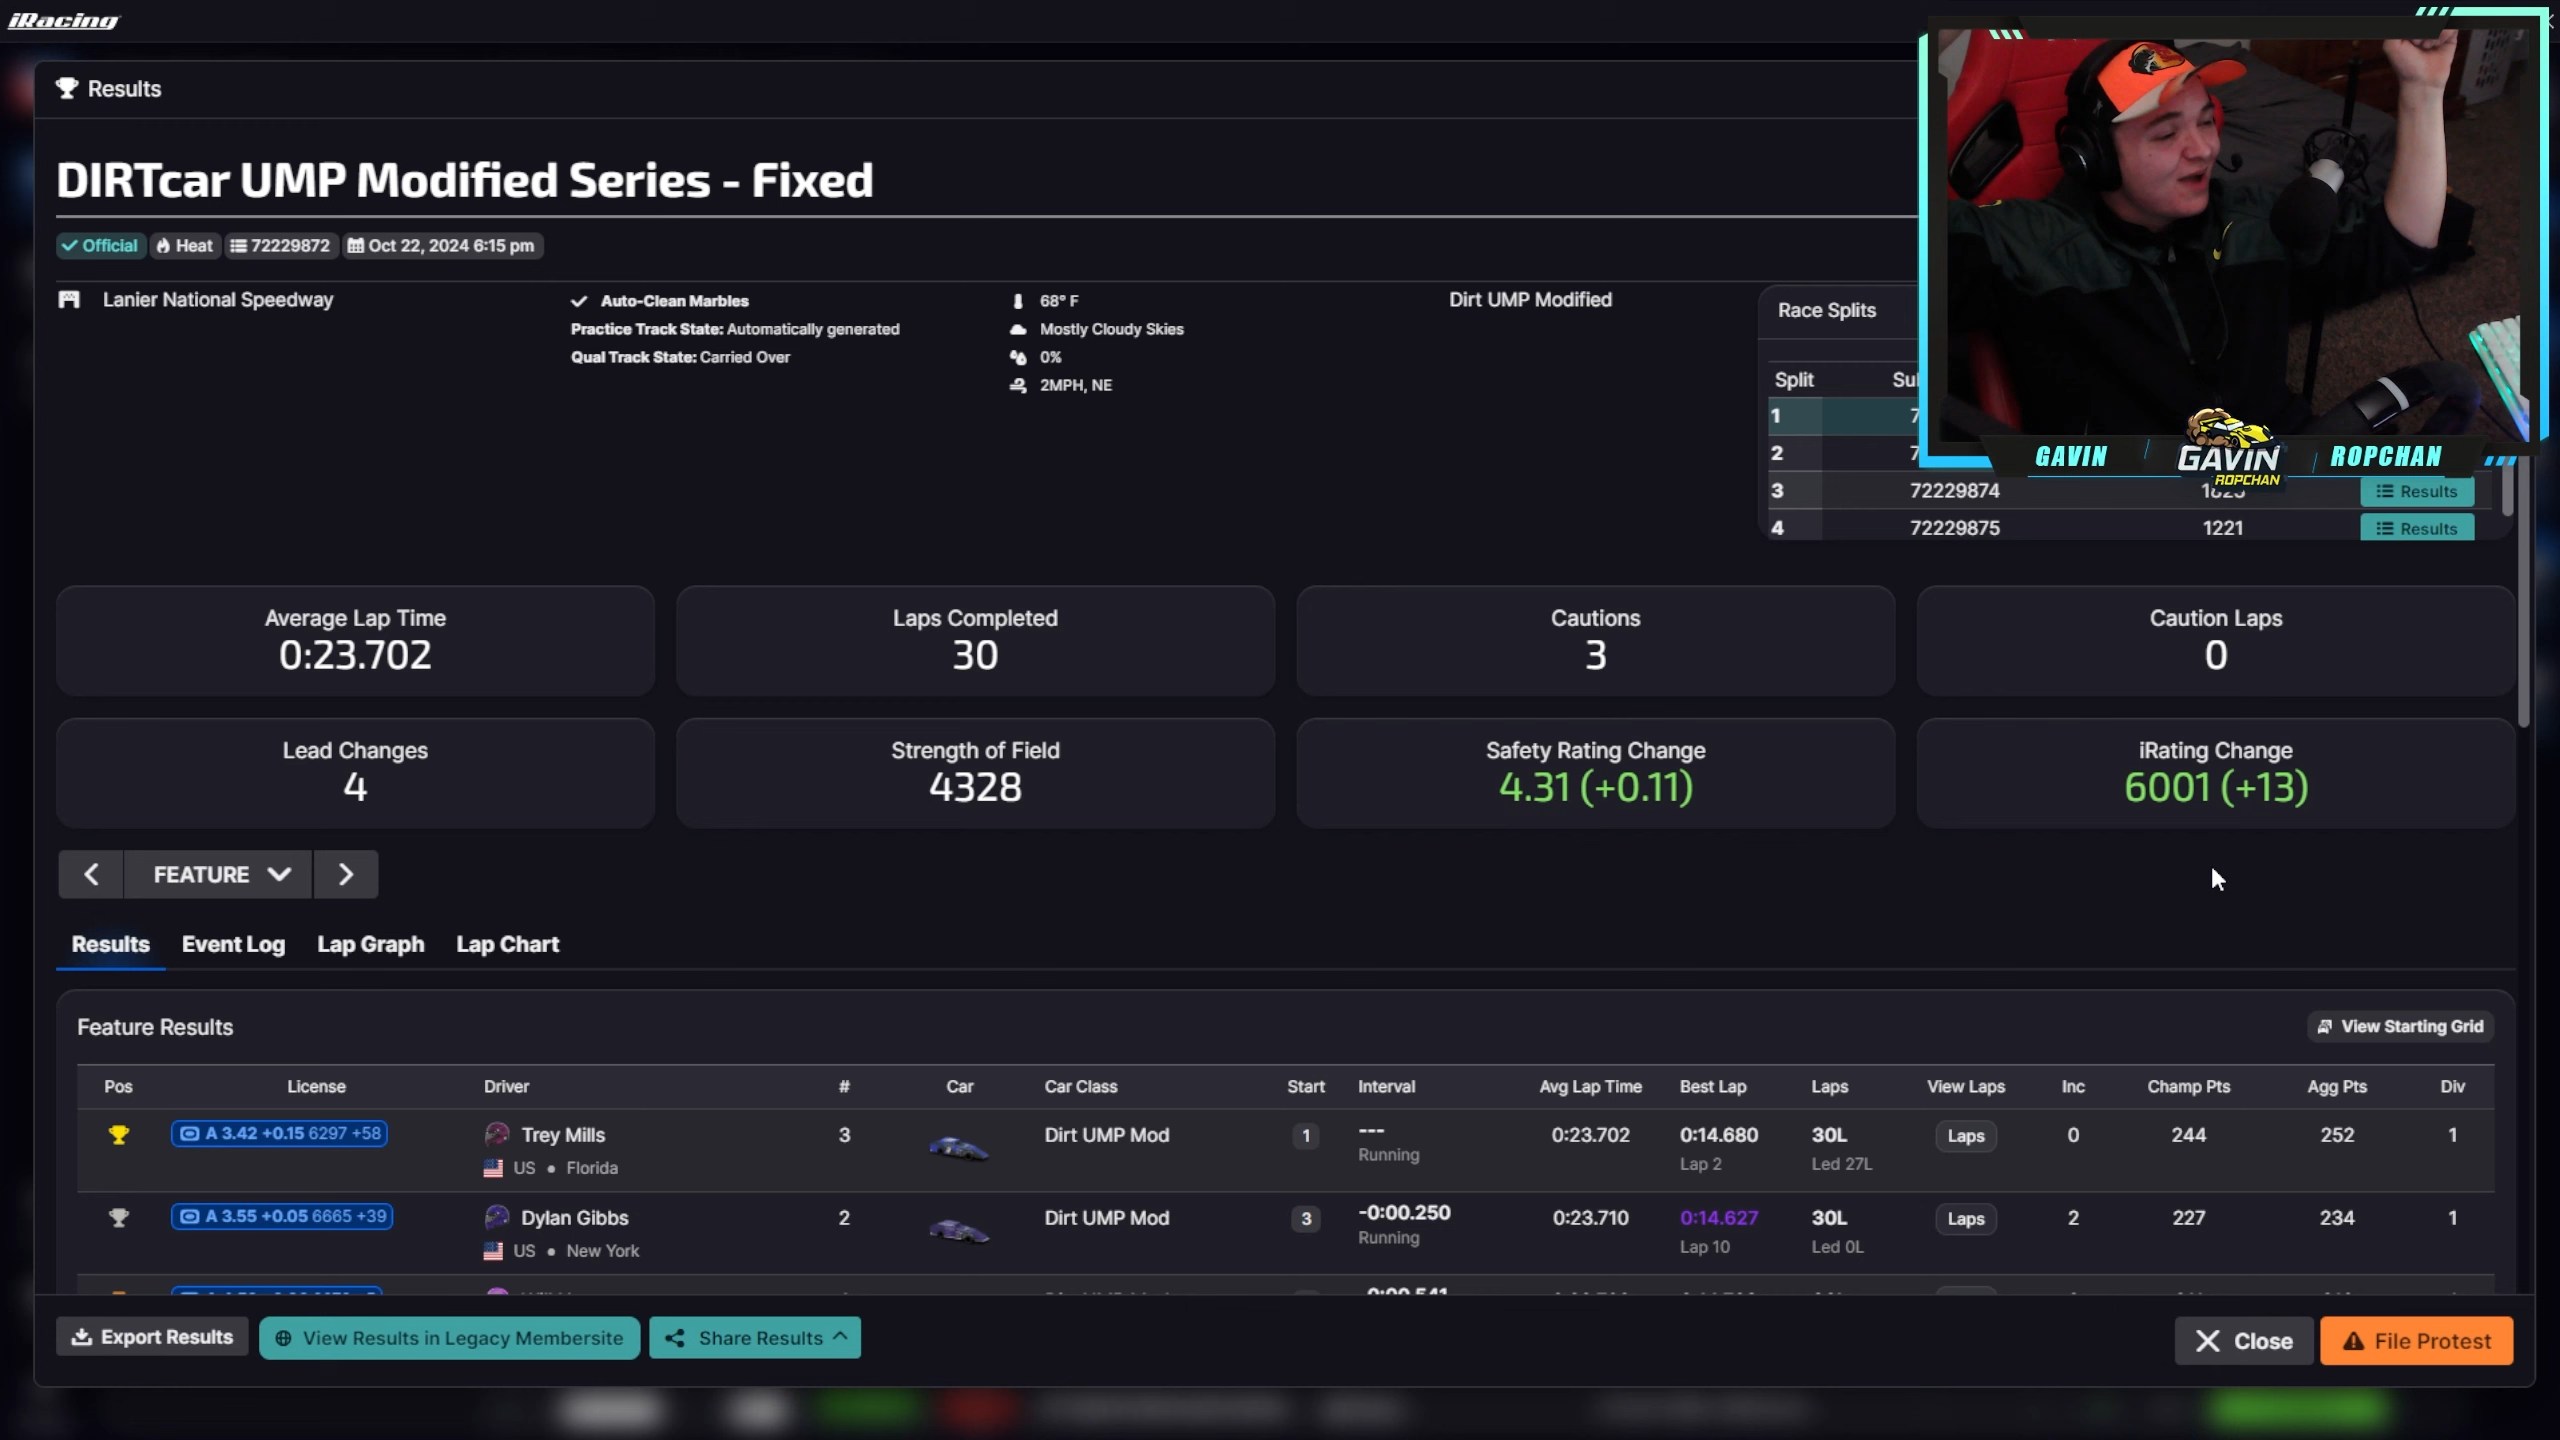 iRacing
Results
DIRTcar UMP Modified Series - Fixed
Official Heat 72229872 Oct 22, 2024 6:15 pm
Lanier National Speedway
Auto-Clean Marbles
Practice Track State: Automatically generated
Qual Track State: Carried Over
68° F
Mostly Cloudy Skies
0%
2MPH, NE
Dirt UMP Modified
Race Splits
Split
1 7
2 7
3 72229874 Results
4 72229875 1221 Results
GAVIN GAVIN ROPCHAN ROPCHAN
Average Lap Time
0:23.702
Laps Completed
30
Cautions
3
Caution Laps
0
Lead Changes
4
Strength of Field
4328
Safety Rating Change
4.31 (+0.11)
iRating Change
6001 (+13)
FEATURE
Results Event Log Lap Graph Lap Chart
Feature Results
View Starting Grid
Pos License Driver # Car Car Class Start Interval Avg Lap Time Best Lap Laps View Laps Inc Champ Pts Agg Pts Div
A 3.42 +0.15 6297 +58 Trey Mills 3 Dirt UMP Mod 1 --- 0:23.702 0:14.680 30L Laps 0 244 252 1
US • Florida Running Lap 2 Led 27L
A 3.55 +0.05 6665 +39 Dylan Gibbs 2 Dirt UMP Mod 3 -0:00.250 0:23.710 0:14.627 30L Laps 2 227 234 1
US • New York Running Lap 10 Led 0L
Export Results View Results in Legacy Membersite Share Results Close File Protest